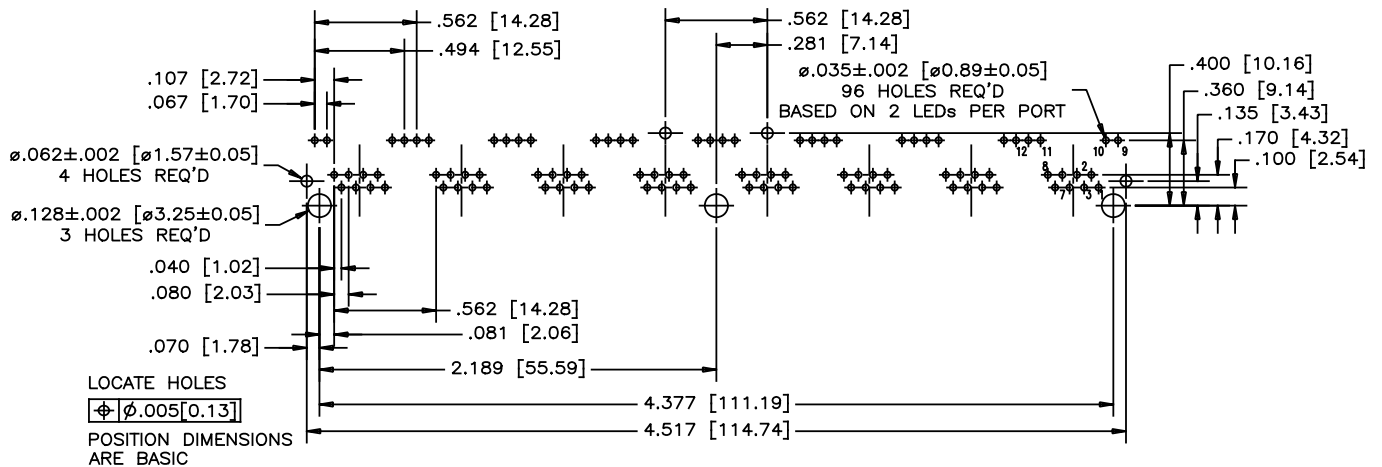 .562 [14.28]
.562 [14.28]
.494 [12.55]
.281 [7.14]
.107 [2.72]
ø.035±.002 [ø0.89±0.05]
96 HOLES REQ'D
BASED ON 2 LEDs PER PORT
.400 [10.16]
.360 [9.14]
.135 [3.43]
.170 [4.32]
.100 [2.54]
.067 [1.70]
12 11 10 9
ø.062±.002 [ø1.57±0.05]
4 HOLES REQ'D
8 2
7 3 1
ø.128±.002 [ø3.25±0.05]
3 HOLES REQ'D
.040 [1.02]
.080 [2.03]
.562 [14.28]
.081 [2.06]
.070 [1.78]
2.189 [55.59]
LOCATE HOLES
⌖ Ø.005[0.13]
4.377 [111.19]
4.517 [114.74]
POSITION DIMENSIONS
ARE BASIC